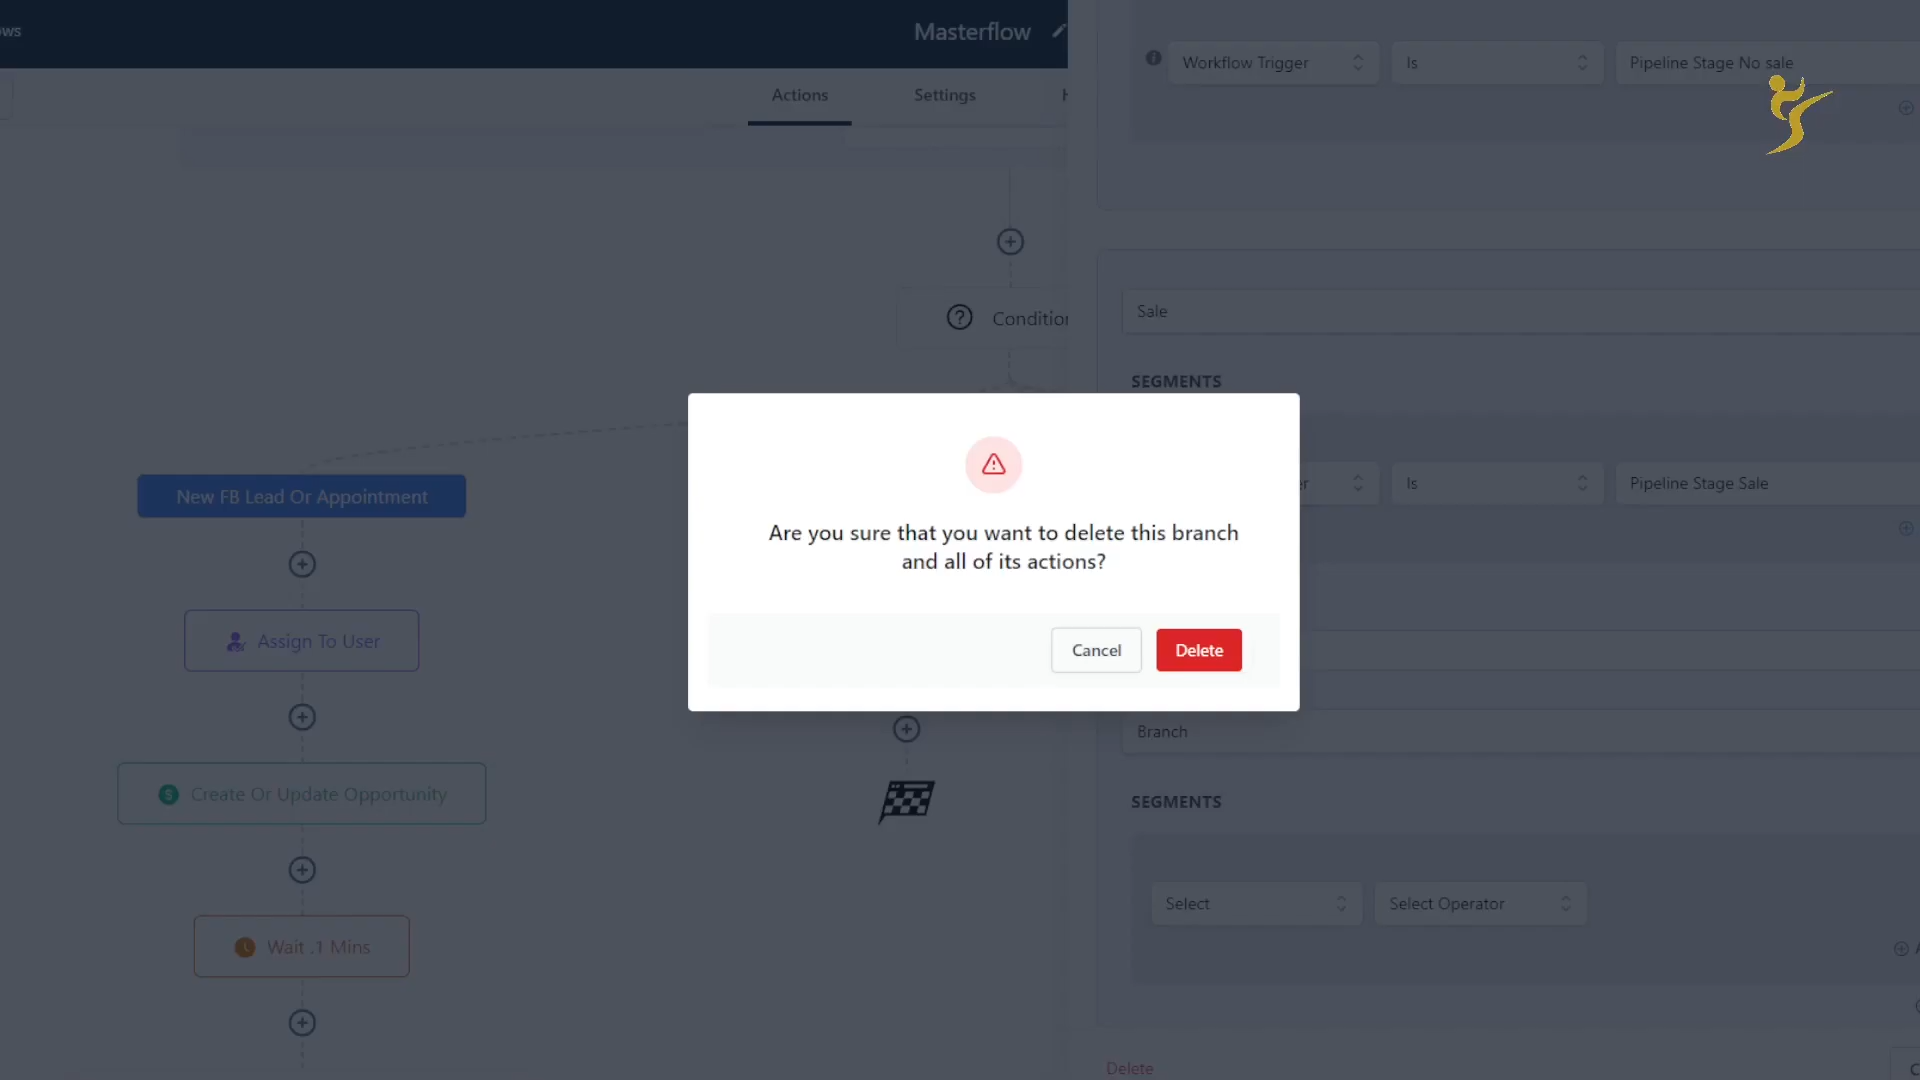 ows
Masterflow
Actions
Settings
Workflow Trigger
Is
Pipeline Stage No sale
Condition
Sale
SEGMENTS
Is
Pipeline Stage Sale
New FB Lead Or Appointment
Assign To User
Create Or Update Opportunity
Wait .1 Mins
Are you sure that you want to delete this branch
and all of its actions?
Cancel
Delete
Branch
SEGMENTS
Select
Select Operator
Delete